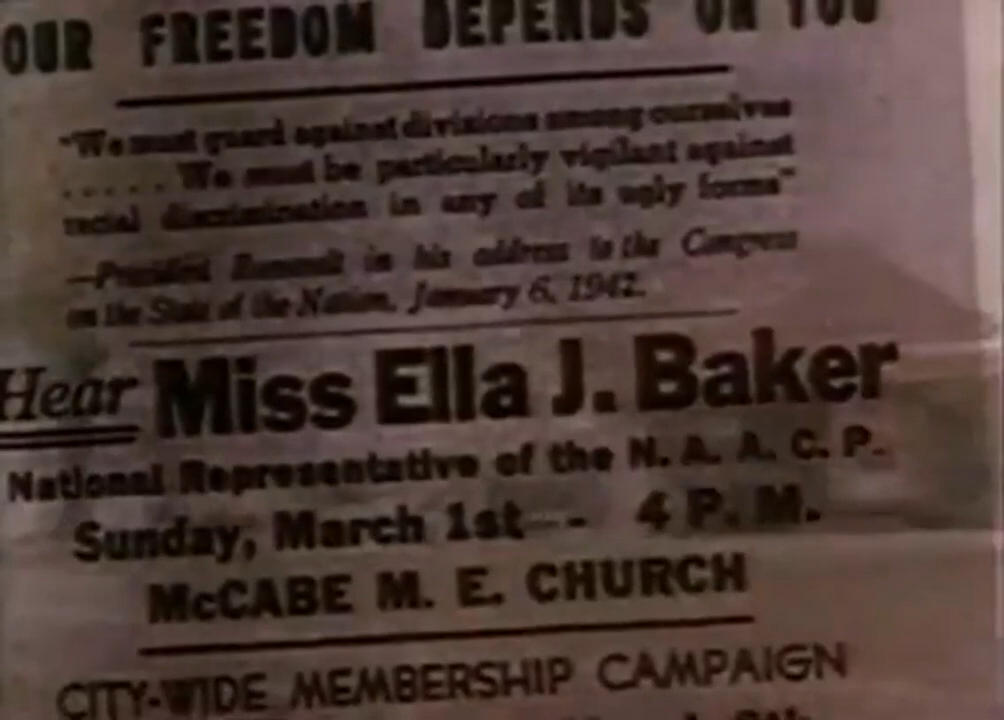 OUR FREEDOM DEPENDS ON YOU
"We must guard against divisions among ourselves
. . . . . We must be particularly vigilant against
racial discrimination in any of its ugly forms"
—President Roosevelt in his address to the Congress
on the State of the Nation, January 6, 1942.
Hear Miss Ella J. Baker
National Representative of the N. A. A. C. P.
Sunday, March 1st-- 4 P. M.
McCABE M. E. CHURCH
CITY-WIDE MEMBERSHIP CAMPAIGN